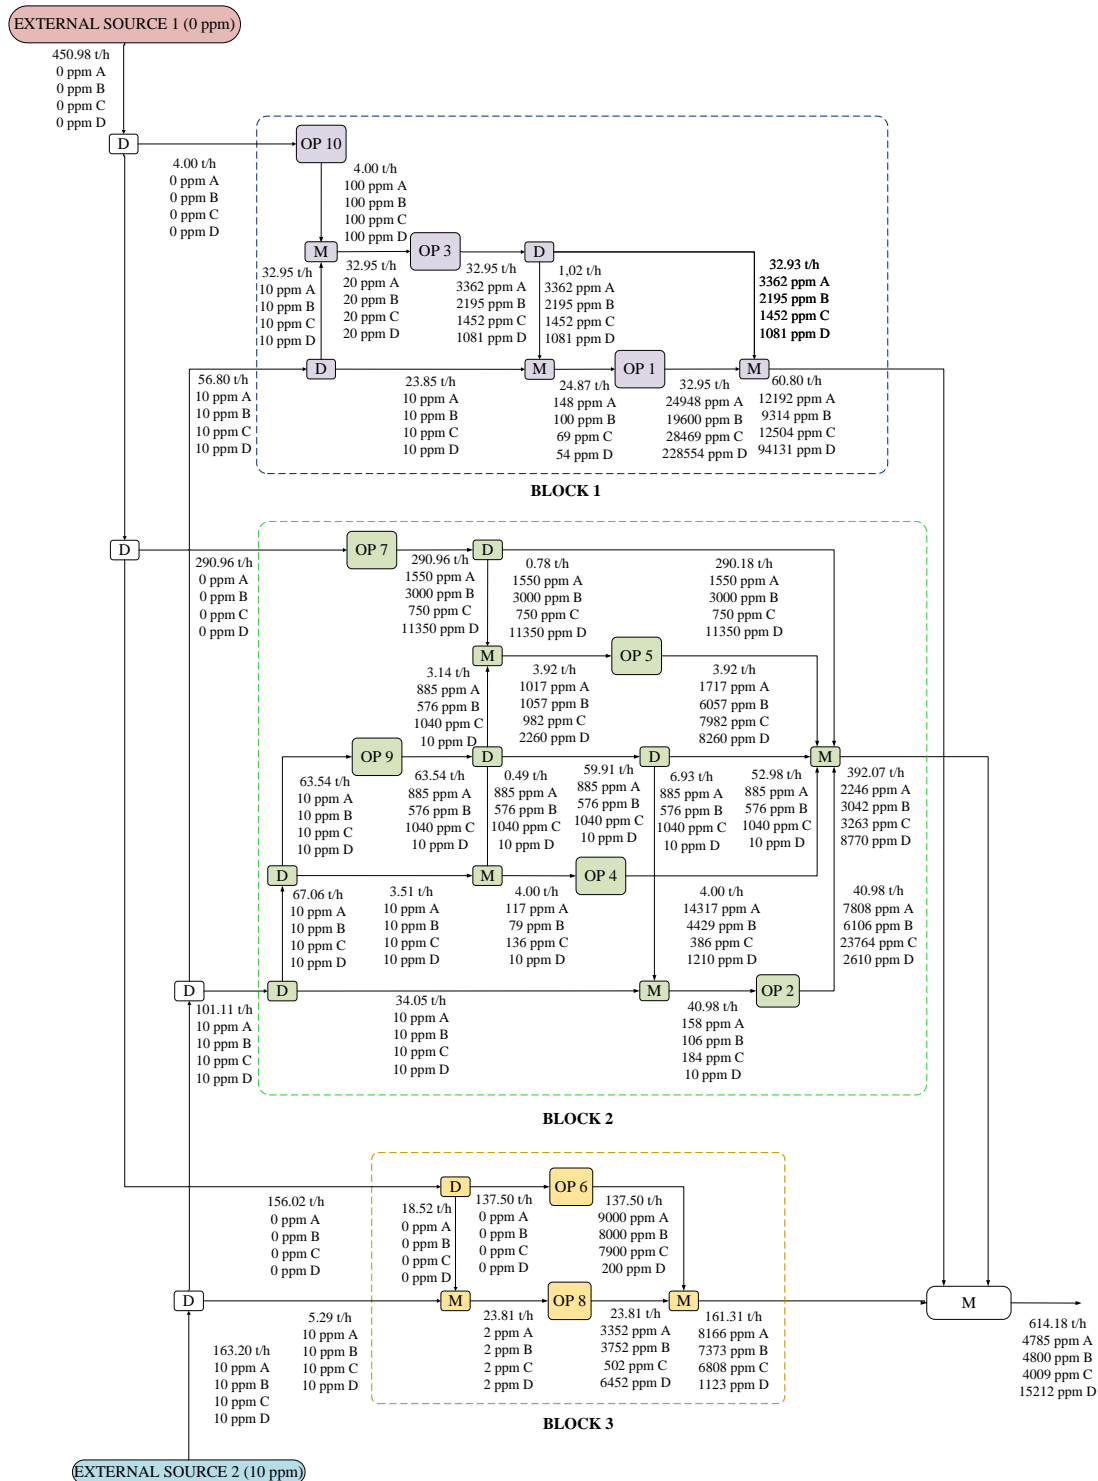 EXTERNAL SOURCE 1 (0 ppm)
450.98 t/h
0 ppm A
0 ppm B
0 ppm C
0 ppm D
D
4.00 t/h
0 ppm A
0 ppm B
0 ppm C
0 ppm D
OP 10
4.00 t/h
100 ppm A
100 ppm B
100 ppm C
100 ppm D
M
32.95 t/h
10 ppm A
10 ppm B
10 ppm C
10 ppm D
32.95 t/h
20 ppm A
20 ppm B
20 ppm C
20 ppm D
OP 3
32.95 t/h
3362 ppm A
2195 ppm B
1452 ppm C
1081 ppm D
D
1,02 t/h
3362 ppm A
2195 ppm B
1452 ppm C
1081 ppm D
32.93 t/h
3362 ppm A
2195 ppm B
1452 ppm C
1081 ppm D
56.80 t/h
10 ppm A
10 ppm B
10 ppm C
10 ppm D
D
23.85 t/h
10 ppm A
10 ppm B
10 ppm C
10 ppm D
M
24.87 t/h
148 ppm A
100 ppm B
69 ppm C
54 ppm D
OP 1
32.95 t/h
24948 ppm A
19600 ppm B
28469 ppm C
228554 ppm D
M
60.80 t/h
12192 ppm A
9314 ppm B
12504 ppm C
94131 ppm D
BLOCK 1
D
290.96 t/h
0 ppm A
0 ppm B
0 ppm C
0 ppm D
OP 7
290.96 t/h
1550 ppm A
3000 ppm B
750 ppm C
11350 ppm D
D
0.78 t/h
1550 ppm A
3000 ppm B
750 ppm C
11350 ppm D
290.18 t/h
1550 ppm A
3000 ppm B
750 ppm C
11350 ppm D
M
3.14 t/h
885 ppm A
576 ppm B
1040 ppm C
10 ppm D
3.92 t/h
1017 ppm A
1057 ppm B
982 ppm C
2260 ppm D
OP 5
3.92 t/h
1717 ppm A
6057 ppm B
7982 ppm C
8260 ppm D
OP 9
63.54 t/h
10 ppm A
10 ppm B
10 ppm C
10 ppm D
63.54 t/h
885 ppm A
576 ppm B
1040 ppm C
10 ppm D
D
0.49 t/h
885 ppm A
576 ppm B
1040 ppm C
10 ppm D
59.91 t/h
885 ppm A
576 ppm B
1040 ppm C
10 ppm D
D
6.93 t/h
885 ppm A
576 ppm B
1040 ppm C
10 ppm D
52.98 t/h
885 ppm A
576 ppm B
1040 ppm C
10 ppm D
M
392.07 t/h
2246 ppm A
3042 ppm B
3263 ppm C
8770 ppm D
D
67.06 t/h
10 ppm A
10 ppm B
10 ppm C
10 ppm D
3.51 t/h
10 ppm A
10 ppm B
10 ppm C
10 ppm D
M
4.00 t/h
117 ppm A
79 ppm B
136 ppm C
10 ppm D
OP 4
4.00 t/h
14317 ppm A
4429 ppm B
386 ppm C
1210 ppm D
40.98 t/h
7808 ppm A
6106 ppm B
23764 ppm C
2610 ppm D
D
101.11 t/h
10 ppm A
10 ppm B
10 ppm C
10 ppm D
D
34.05 t/h
10 ppm A
10 ppm B
10 ppm C
10 ppm D
M
40.98 t/h
158 ppm A
106 ppm B
184 ppm C
10 ppm D
OP 2
BLOCK 2
156.02 t/h
0 ppm A
0 ppm B
0 ppm C
0 ppm D
D
18.52 t/h
0 ppm A
0 ppm B
0 ppm C
0 ppm D
137.50 t/h
0 ppm A
0 ppm B
0 ppm C
0 ppm D
OP 6
137.50 t/h
9000 ppm A
8000 ppm B
7900 ppm C
200 ppm D
D
163.20 t/h
10 ppm A
10 ppm B
10 ppm C
10 ppm D
5.29 t/h
10 ppm A
10 ppm B
10 ppm C
10 ppm D
M
23.81 t/h
2 ppm A
2 ppm B
2 ppm C
2 ppm D
OP 8
23.81 t/h
3352 ppm A
3752 ppm B
502 ppm C
6452 ppm D
M
161.31 t/h
8166 ppm A
7373 ppm B
6808 ppm C
1123 ppm D
M
614.18 t/h
4785 ppm A
4800 ppm B
4009 ppm C
15212 ppm D
BLOCK 3
EXTERNAL SOURCE 2 (10 ppm)